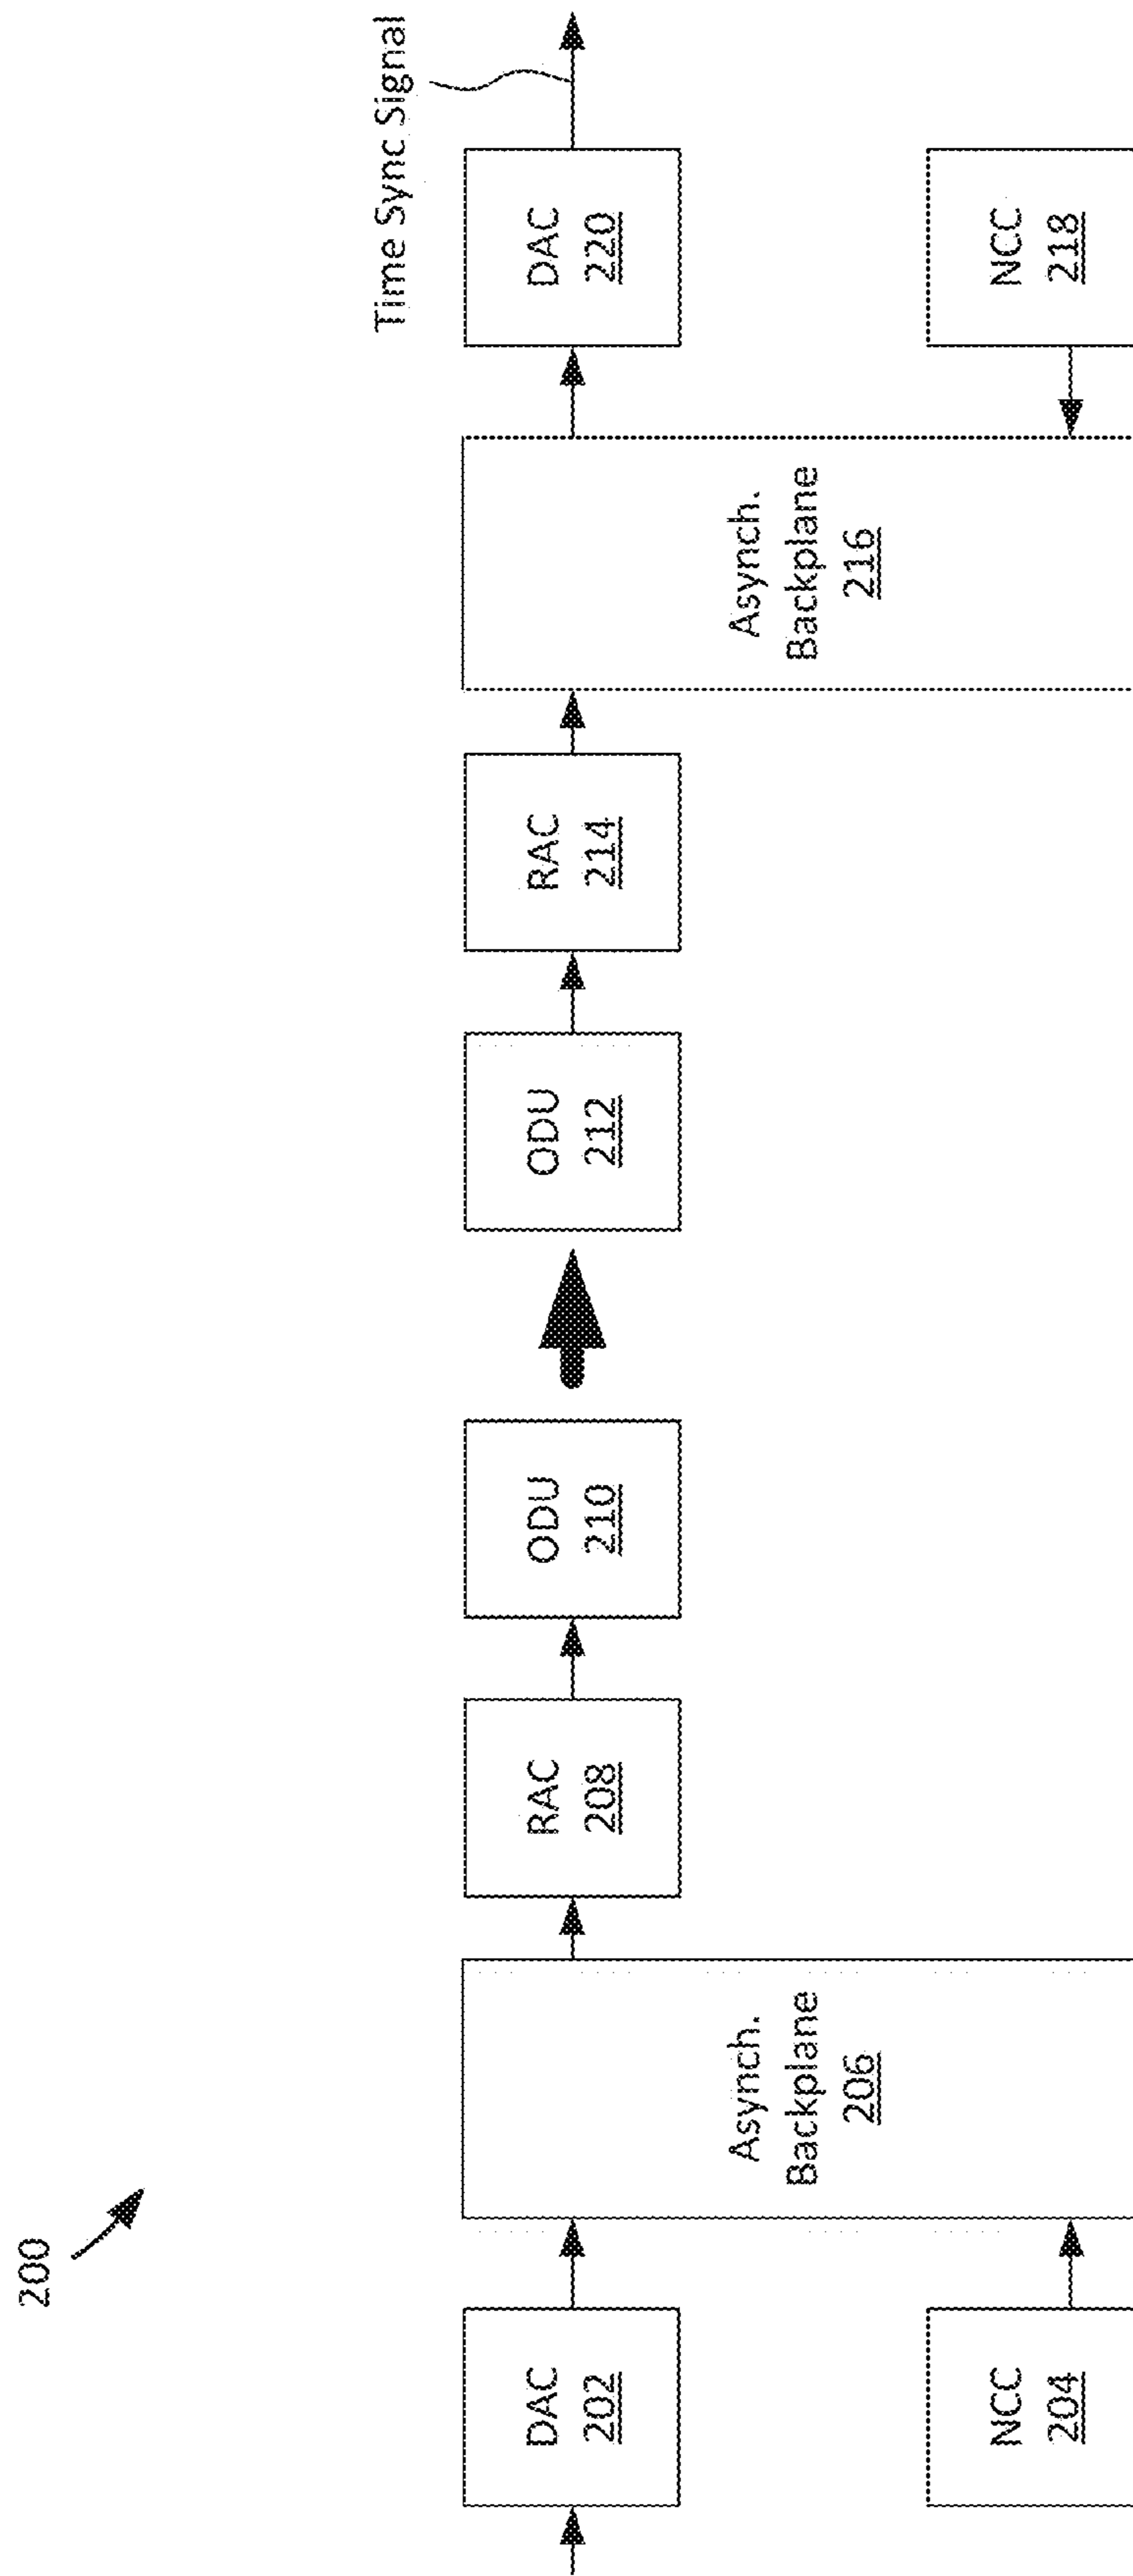 200
DAC
202
NCC
204
Asynch.
Backplane
206
RAC
208
ODU
210
ODU
212
RAC
214
Asynch.
Backplane
216
Time Sync Signal
DAC
220
NCC
218